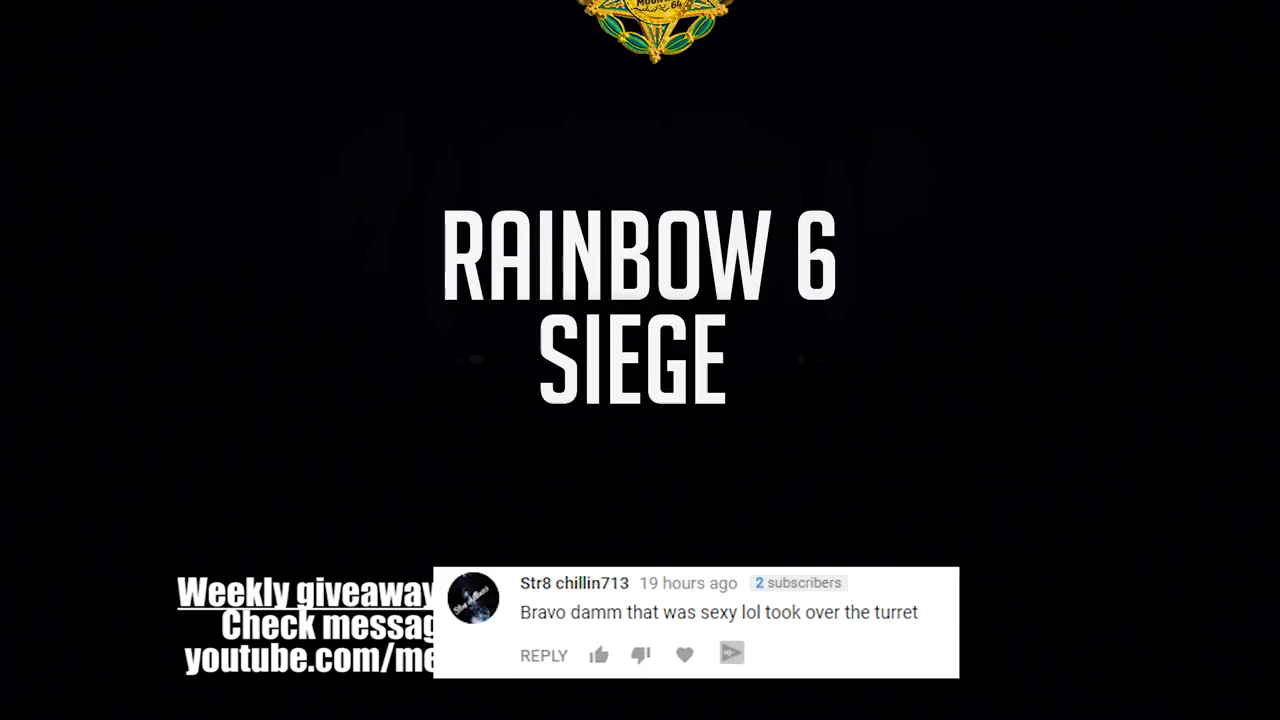 64
RAINBOW 6
SIEGE
Weekly giveaway
Check messag
youtube.com/me
Str8 chillin713 19 hours ago 2 subscribers
Bravo damm that was sexy lol took over the turret
REPLY